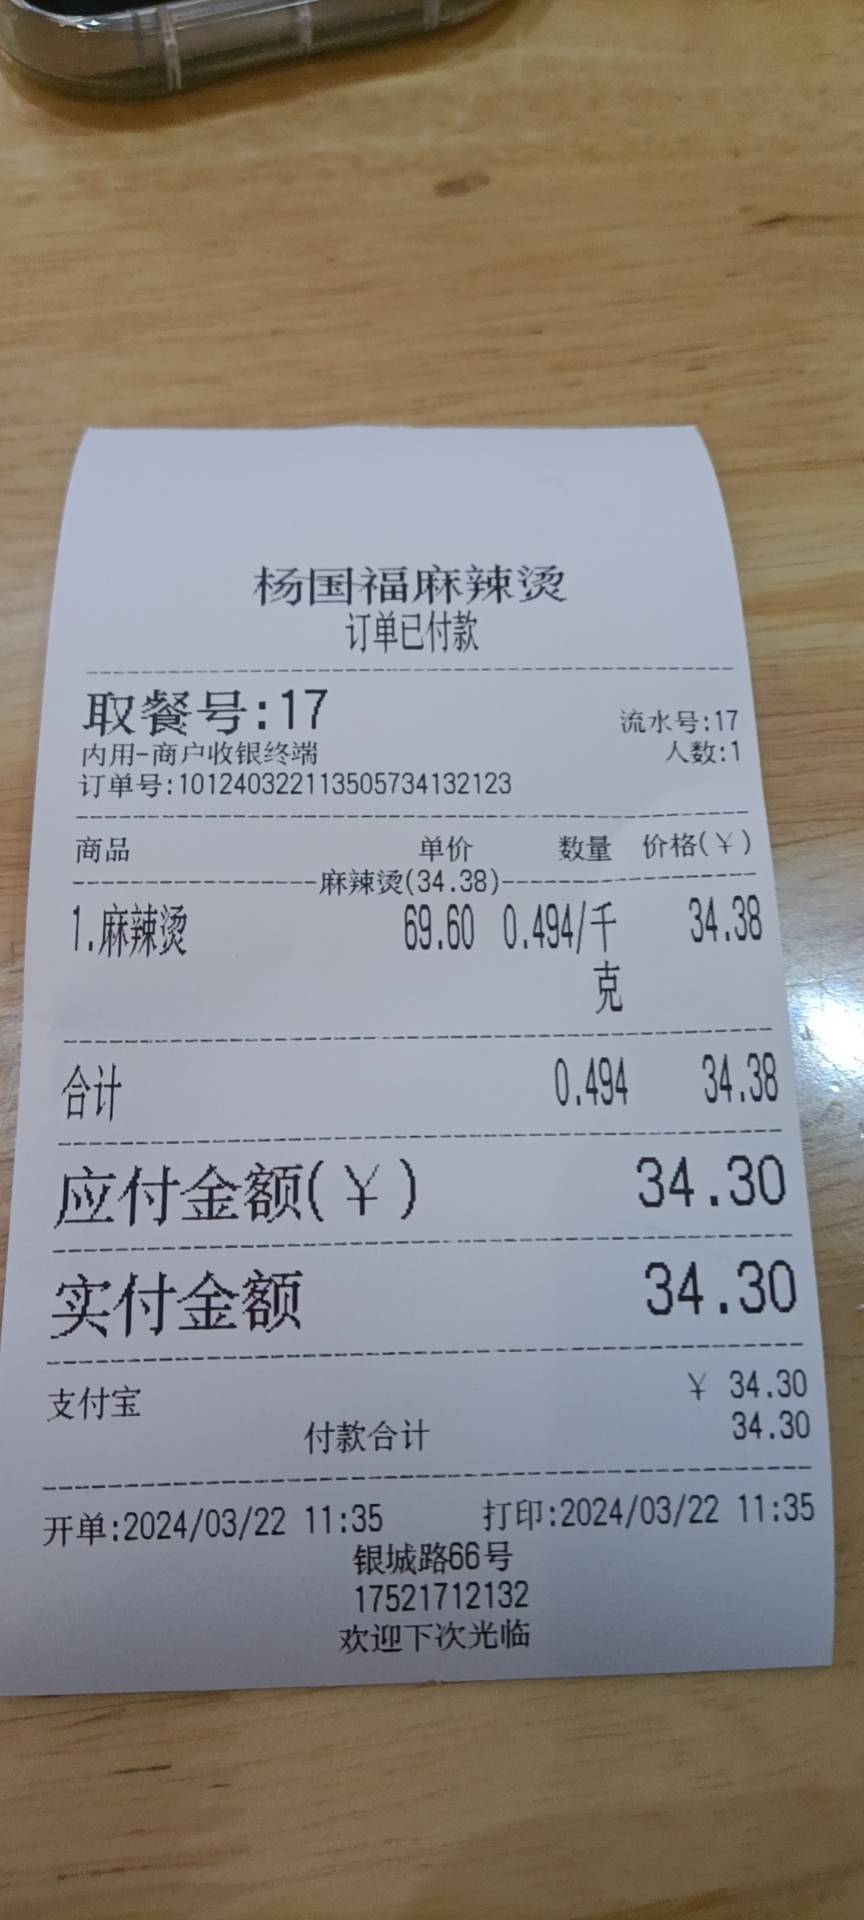 杨国福麻辣烫
订单已付款
取餐号:17 流水号:17
内用-商户收银终端 人数:1
订单号:1012403221135057341​32123
商品 单价 数量 价格(￥)
麻辣烫(34.38)
1.麻辣烫 69.60 0.494/千 34.38
克
合计 0.494 34.38
应付金额(￥) 34.30
实付金额 34.30
支付宝 ￥ 34.30
付款合计 34.30
开单:2024/03/22 11:35 打印:2024/03/22 11:35
银城路66号
17521712132
欢迎下次光临